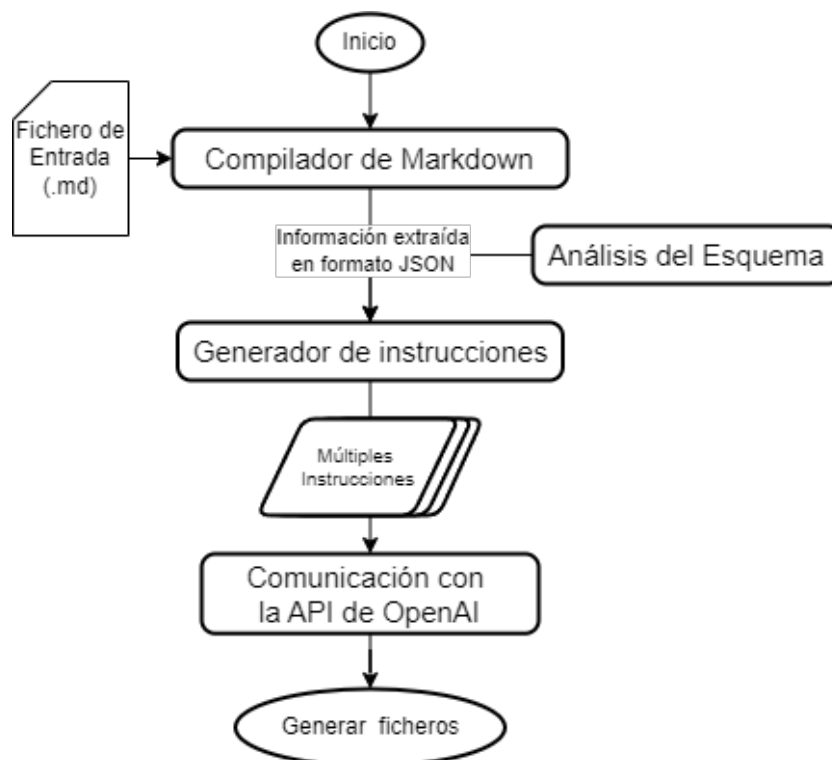 Inicio
Fichero de
Entrada
(.md)
Compilador de Markdown
Información extraída
en formato JSON
Análisis del Esquema
Generador de instrucciones
Múltiples
Instrucciones
Comunicación con
la API de OpenAI
Generar ficheros